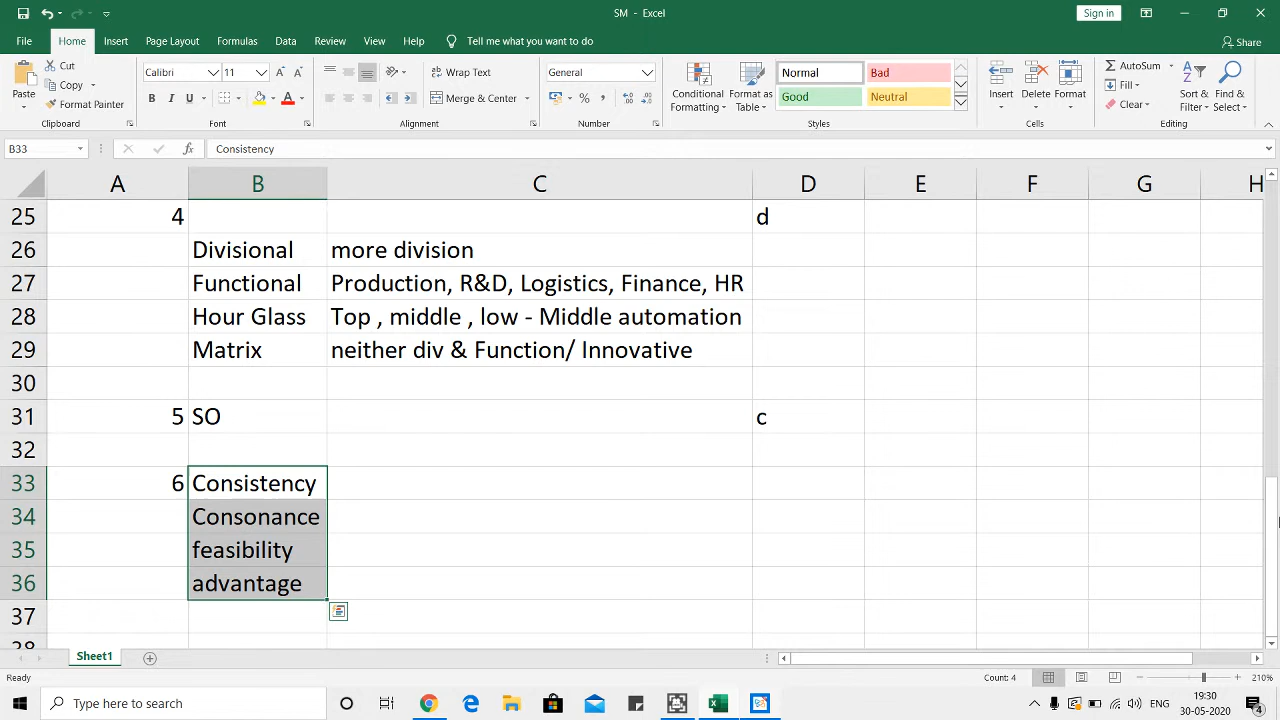 SM - Excel
Sign in
File Home Insert Page Layout Formulas Data Review View Help Tell me what you want to do Share
Paste Cut Copy Format Painter Clipboard
Calibri 11 A A B I U A Font
ab Wrap Text Merge & Center Alignment
General % , Number
Conditional Formatting Format as Table Normal Bad Good Neutral Styles
Insert Delete Format Cells
AutoSum Fill Clear Sort & Filter Find & Select Editing
B33 fx Consistency
A B C D E F G H
25 4 d
26 Divisional more division
27 Functional Production, R&D, Logistics, Finance, HR
28 Hour Glass Top , middle , low - Middle automation
29 Matrix neither div & Function/ Innovative
30
31 5 SO c
32
33 6 Consistency
34 Consonance
35 feasibility
36 advantage
37
38
Sheet1
Ready Count: 4 210%
Type here to search ENG 19:30
30-05-2020 4